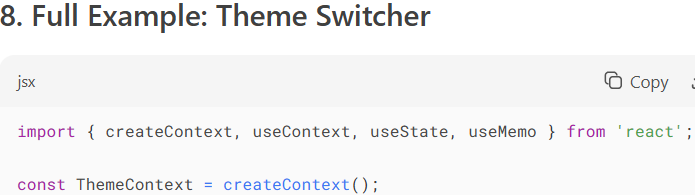 8. Full Example: Theme Switcher
jsx
Copy
import { createContext, useContext, useState, useMemo } from 'react';
const ThemeContext = createContext();